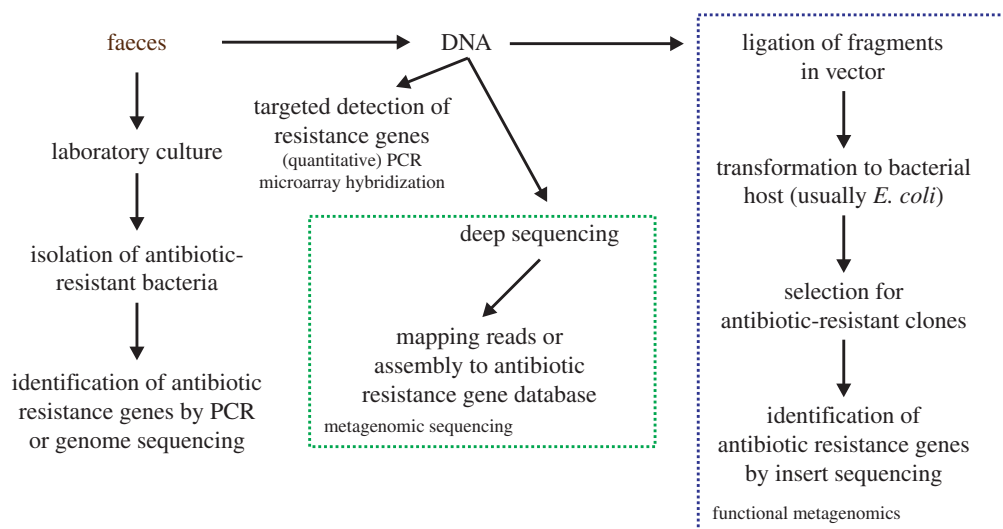 faeces
laboratory culture
isolation of antibiotic-
resistant bacteria
identification of antibiotic
resistance genes by PCR
or genome sequencing
DNA
targeted detection of
resistance genes
(quantitative) PCR
microarray hybridization
deep sequencing
mapping reads or
assembly to antibiotic
resistance gene database
metagenomic sequencing
ligation of fragments
in vector
transformation to bacterial
host (usually E. coli)
selection for
antibiotic-resistant clones
identification of
antibiotic resistance genes
by insert sequencing
functional metagenomics